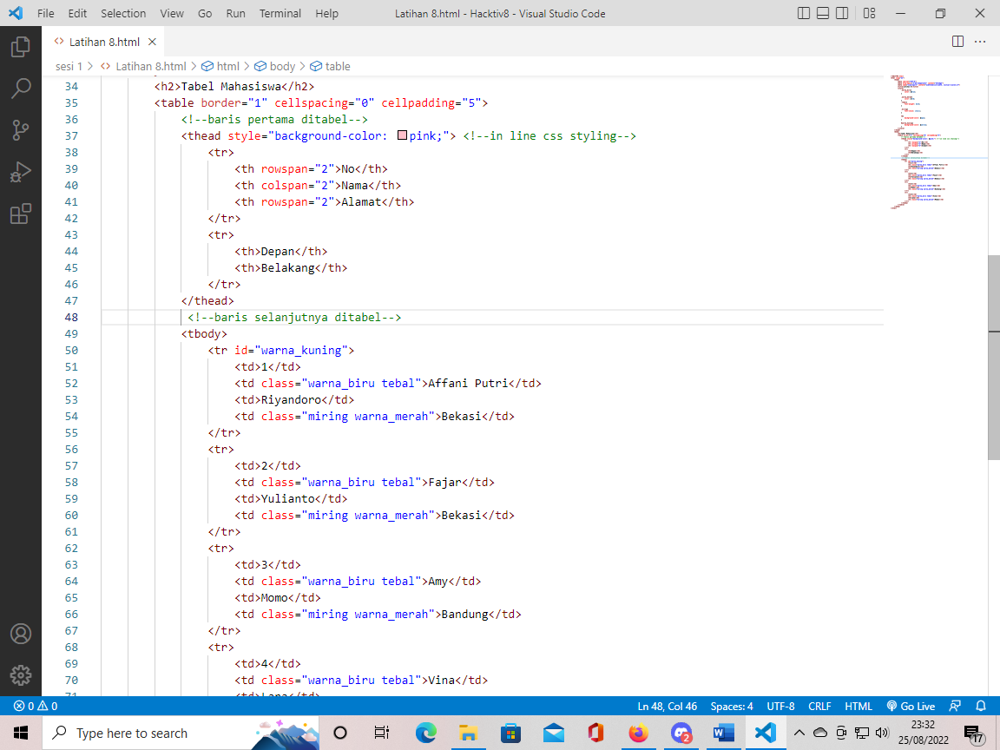 File Edit Selection View Go Run Terminal Help Latihan 8.html - Hacktiv8 - Visual Studio Code
<> Latihan 8.html
sesi 1 > <> Latihan 8.html > html > body > table
34 <h2>Tabel Mahasiswa</h2>
35 <table border="1" cellspacing="0" cellpadding="5">
36 <!--baris pertama ditabel-->
37 <thead style="background-color: pink;"> <!--in line css styling-->
38 <tr>
39 <th rowspan="2">No</th>
40 <th colspan="2">Nama</th>
41 <th rowspan="2">Alamat</th>
42 </tr>
43 <tr>
44 <th>Depan</th>
45 <th>Belakang</th>
46 </tr>
47 </thead>
48 <!--baris selanjutnya ditabel-->
49 <tbody>
50 <tr id="warna_kuning">
51 <td>1</td>
52 <td class="warna_biru tebal">Affani Putri</td>
53 <td>Riyandoro</td>
54 <td class="miring warna_merah">Bekasi</td>
55 </tr>
56 <tr>
57 <td>2</td>
58 <td class="warna_biru tebal">Fajar</td>
59 <td>Yulianto</td>
60 <td class="miring warna_merah">Bekasi</td>
61 </tr>
62 <tr>
63 <td>3</td>
64 <td class="warna_biru tebal">Amy</td>
65 <td>Momo</td>
66 <td class="miring warna_merah">Bandung</td>
67 </tr>
68 <tr>
69 <td>4</td>
70 <td class="warna_biru tebal">Vina</td>
0 0 Ln 48, Col 46 Spaces: 4 UTF-8 CRLF HTML Go Live
Type here to search
2
W
23:32
25/08/2022
17